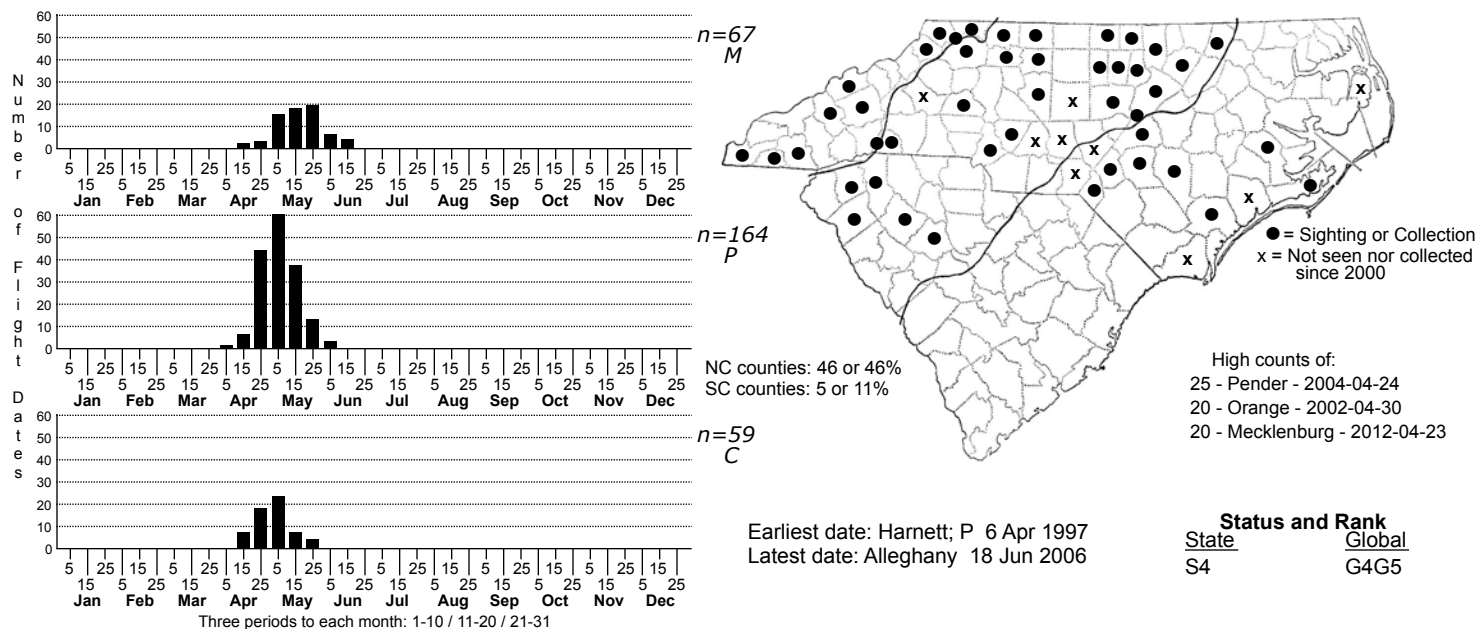 Number of Flight Dates
60
50
40
30
20
10
0
5 15 25 5 15 25 5 15 25 5 15 25 5 15 25 5 15 25 5 15 25 5 15 25 5 15 25 5 15 25 5 15 25 5 15 25
Jan Feb Mar Apr May Jun Jul Aug Sep Oct Nov Dec
n=67
M
60
50
40
30
20
10
0
5 15 25 5 15 25 5 15 25 5 15 25 5 15 25 5 15 25 5 15 25 5 15 25 5 15 25 5 15 25 5 15 25 5 15 25
Jan Feb Mar Apr May Jun Jul Aug Sep Oct Nov Dec
n=164
P
60
50
40
30
20
10
0
5 15 25 5 15 25 5 15 25 5 15 25 5 15 25 5 15 25 5 15 25 5 15 25 5 15 25 5 15 25 5 15 25 5 15 25
Jan Feb Mar Apr May Jun Jul Aug Sep Oct Nov Dec
n=59
C
Three periods to each month: 1-10 / 11-20 / 21-31
x
x
x
x
x
x
x
x
x
= Sighting or Collection
x = Not seen nor collected
since 2000
NC counties: 46 or 46%
SC counties: 5 or 11%
High counts of:
25 - Pender - 2004-04-24
20 - Orange - 2002-04-30
20 - Mecklenburg - 2012-04-23
Earliest date: Harnett; P 6 Apr 1997
Latest date: Alleghany 18 Jun 2006
Status and Rank
State Global
S4 G4G5